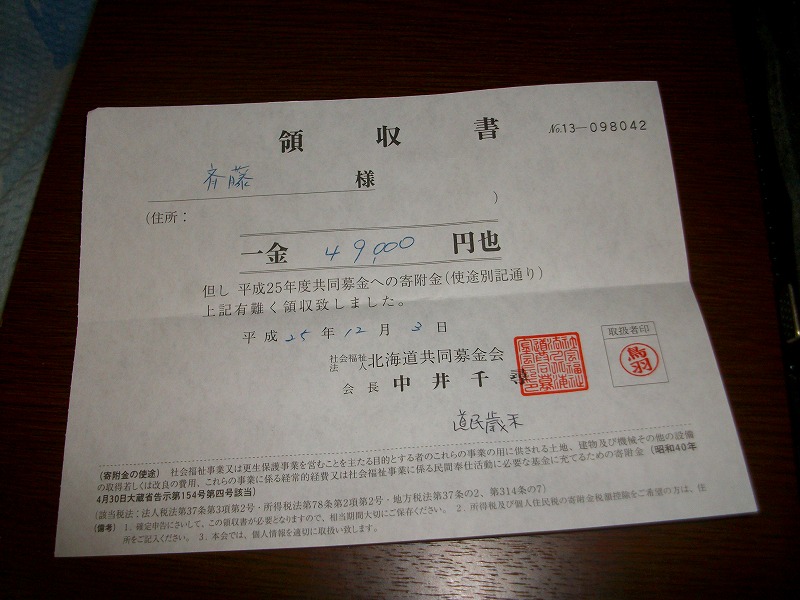 領収書
No.13-098042
斉藤 様
(住所： )
一金 49,000 円也
但し 平成25年度共同募金への寄附金(使途別記通り)
上記有難く領収致しました。
平成 25 年 12 月 3 日
社会福祉法人 北海道共同募金会
会長 中井千尋
取扱者印
鳥羽
道民歳末
(寄附金の使途) 社会福祉事業又は更生保護事業を営むことを主たる目的とする者のこれらの事業の用に供される土地、建物及び機械その他の設備
の取得若しくは改良の費用、これらの事業に係る経常的経費又は社会福祉事業に係る民間奉仕活動に必要な基金に充てるための寄附金 (昭和40年
4月30日大蔵省告示第154号第四号該当)
(該当税法：法人税法第37条第3項第2号・所得税法第78条第2項第2号・地方税法第37条の2、第314条の7)
(備考) 1. 確定申告にさいして、この領収書が必要となりますので、相当期間大切にご保存ください。 2. 所得税及び個人住民税の寄附金税額控除をご希望の方は、住
所をご記入ください。 3. 本会では、個人情報を適切に取扱い致します。